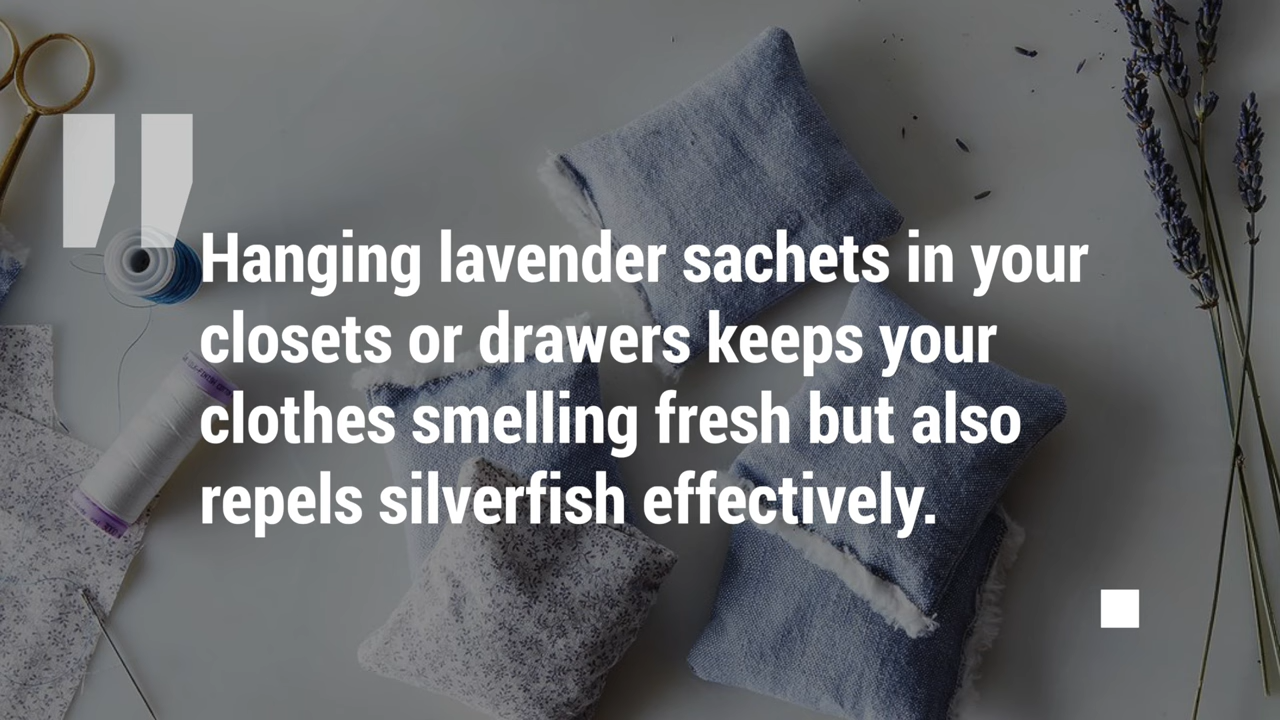 Hanging lavender sachets in your
closets or drawers keeps your
clothes smelling fresh but also
repels silverfish effectively.